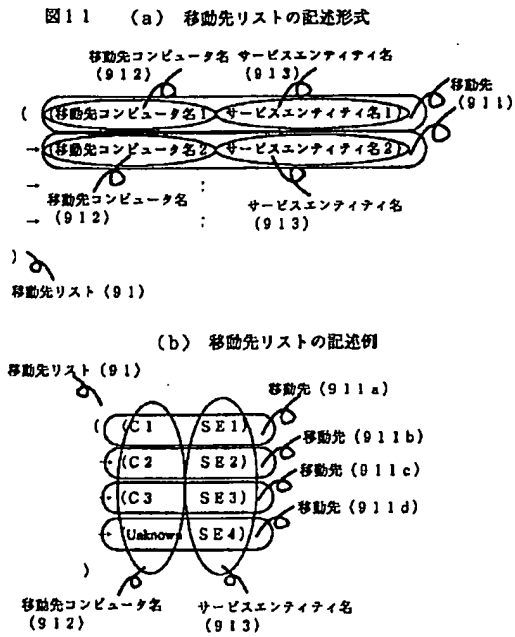 図11 (a) 移動先リストの記述形式
移動先コンピュータ名 サービスエンティティ名
(912) (913)
移動先
(911)
( (移動先コンピュータ名1 サービスエンティティ名1)
→ (移動先コンピュータ名2 サービスエンティティ名2)
→ :
移動先コンピュータ名 サービスエンティティ名
(912) (913)
→ :
)
移動先リスト(91)
(b) 移動先リストの記述例
移動先リスト(91)
移動先(911a)
( (C1 SE1)
移動先(911b)
→ (C2 SE2)
移動先(911c)
→ (C3 SE3)
移動先(911d)
→ (Unknown SE4)
)
移動先コンピュータ名 サービスエンティティ名
(912) (913)